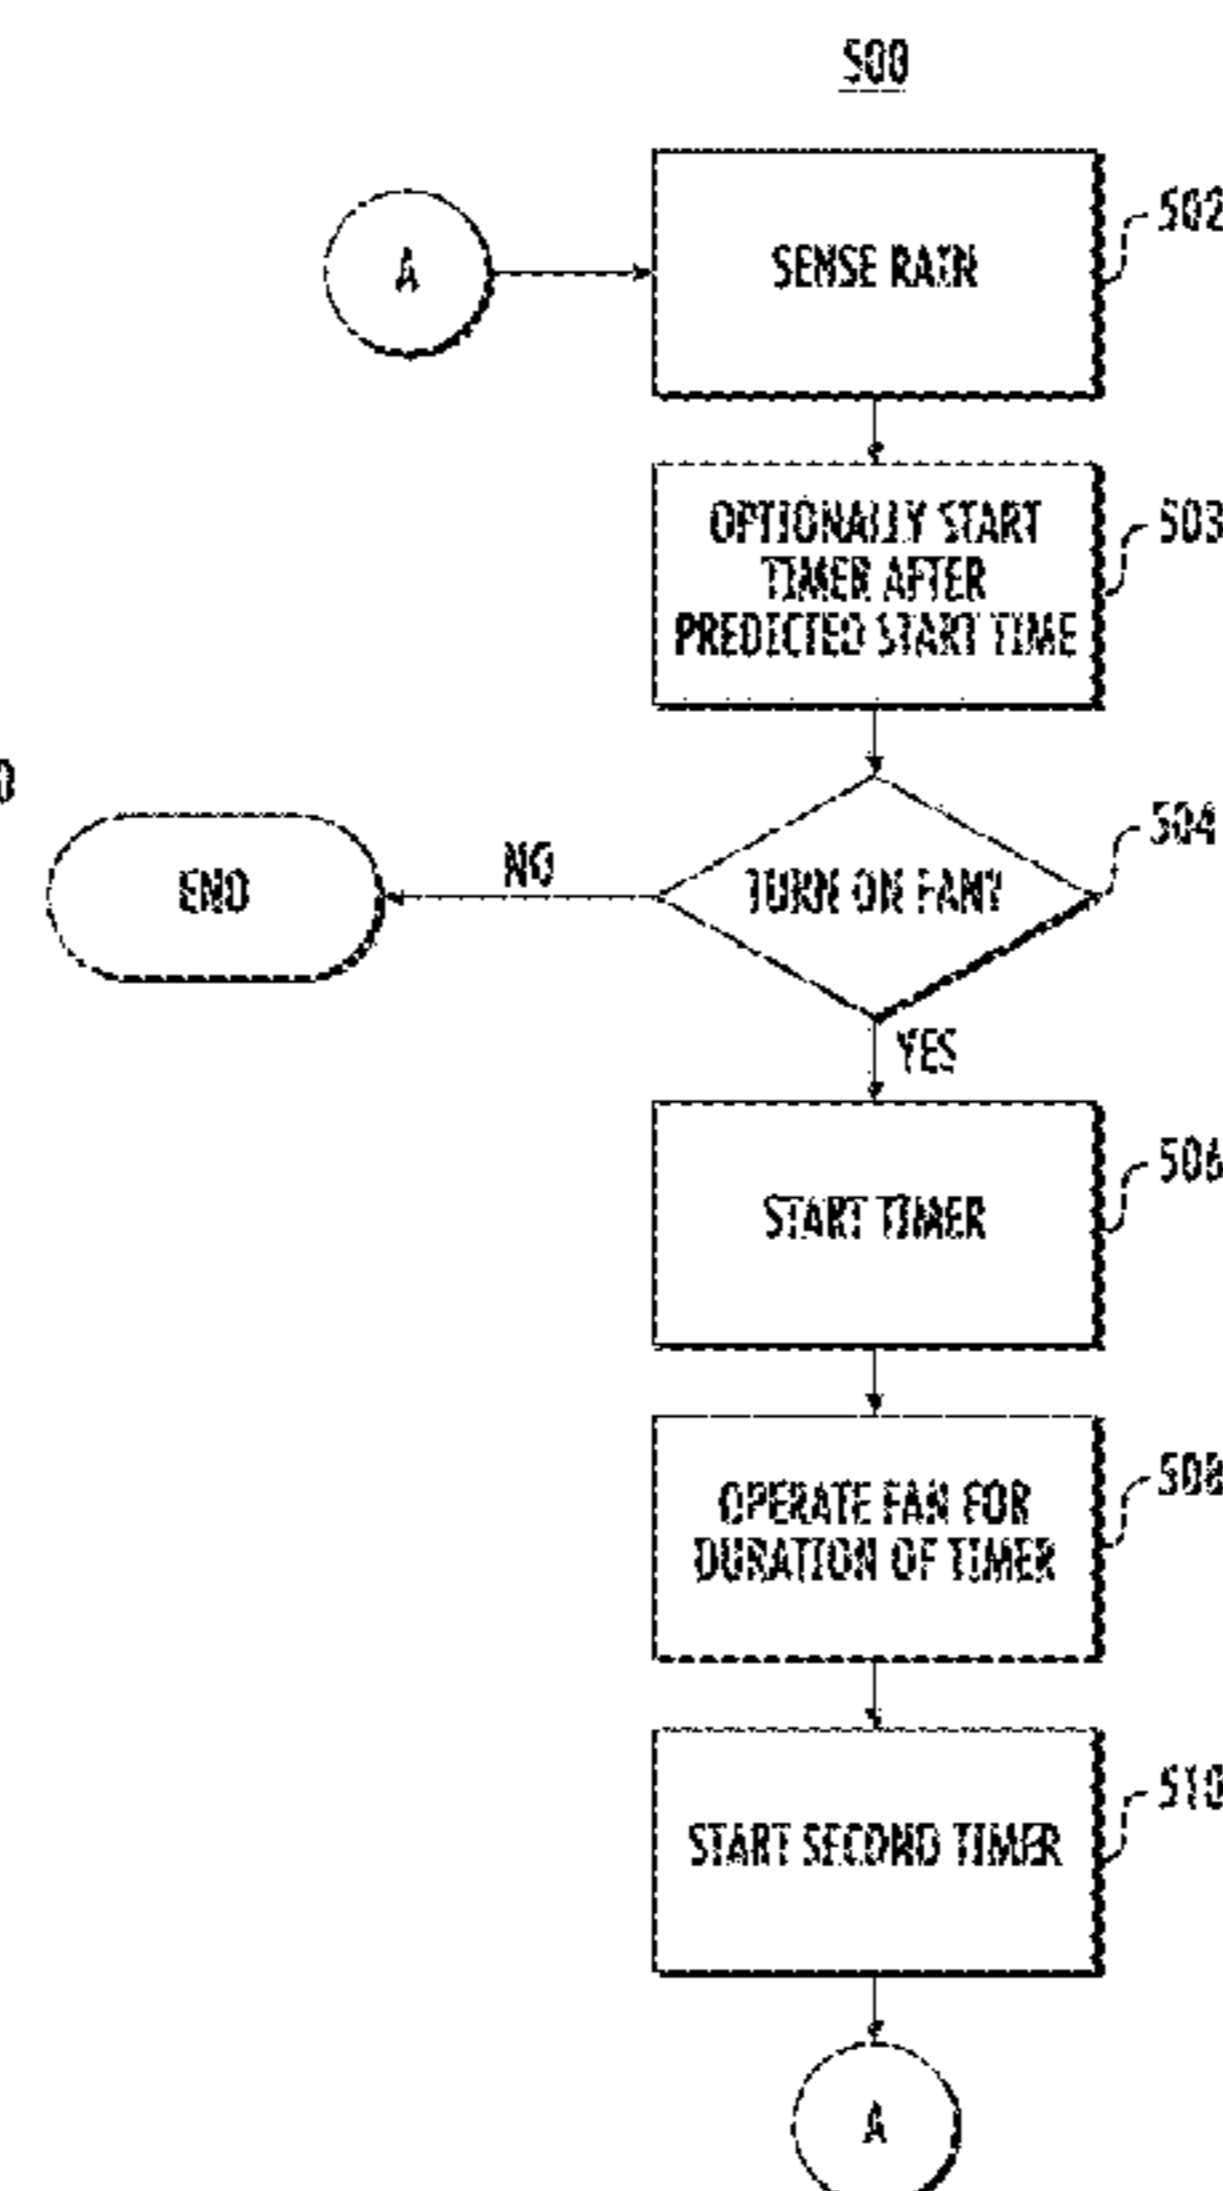 500
A
SENSE RAIN
502
OPTIONALLY START
TIMER AFTER
PREDICTED START TIME
503
END
NO
TURN ON FAN?
504
YES
START TIMER
506
OPERATE FAN FOR
DURATION OF TIMER
508
START SECOND TIMER
510
A